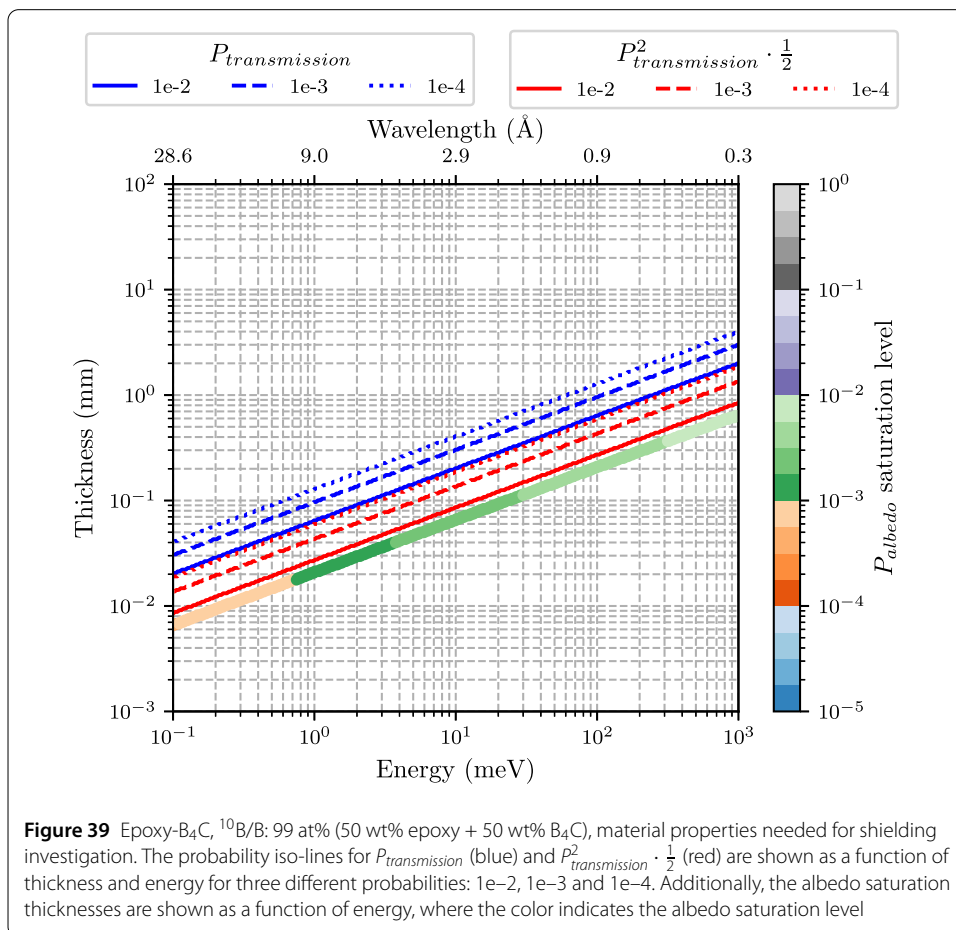 P_transmission
1e-2 1e-3 1e-4
P²_transmission · ½
1e-2 1e-3 1e-4
Wavelength (Å)
28.6 9.0 2.9 0.9 0.3
10²
10¹
10⁰
10⁻¹
10⁻²
10⁻³
Thickness (mm)
10⁻¹ 10⁰ 10¹ 10² 10³
Energy (meV)
10⁰
10⁻¹
10⁻²
10⁻³
10⁻⁴
10⁻⁵
P_albedo saturation level
Figure 39 Epoxy-B₄C, ¹⁰B/B: 99 at% (50 wt% epoxy + 50 wt% B₄C), material properties needed for shielding
investigation. The probability iso-lines for P_transmission (blue) and P²_transmission · ½ (red) are shown as a function of
thickness and energy for three different probabilities: 1e–2, 1e–3 and 1e–4. Additionally, the albedo saturation
thicknesses are shown as a function of energy, where the color indicates the albedo saturation level